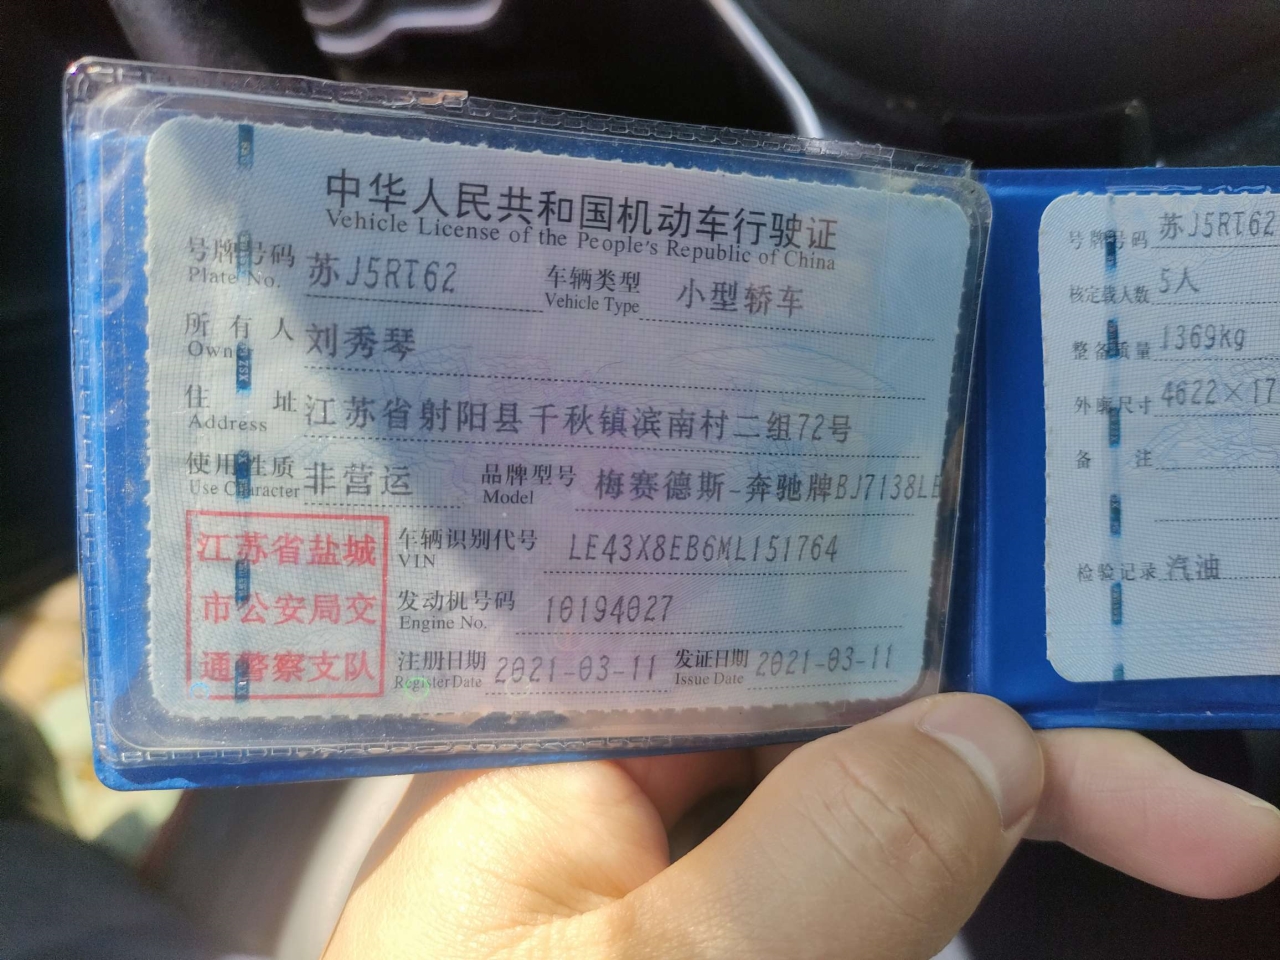 中华人民共和国机动车行驶证
Vehicle License of the People's Republic of China
号牌号码 苏J5RT62 车辆类型 小型轿车
Plate No. Vehicle Type
所有人 刘秀琴
Owner
住址 江苏省射阳县千秋镇滨南村二组72号
Address
使用性质 非营运 品牌型号 梅赛德斯-奔驰牌BJ7138LE
Use Character Model
江苏省盐城
市公安局交
通警察支队
车辆识别代号 LE43X8EB6ML151764
VIN
发动机号码 10194027
Engine No.
注册日期 2021-03-11 发证日期 2021-03-11
Register Date Issue Date
号牌号码 苏J5RT62
核定载人数 5人
整备质量 1369kg
外廓尺寸 4622×17
备注
检验记录 汽油